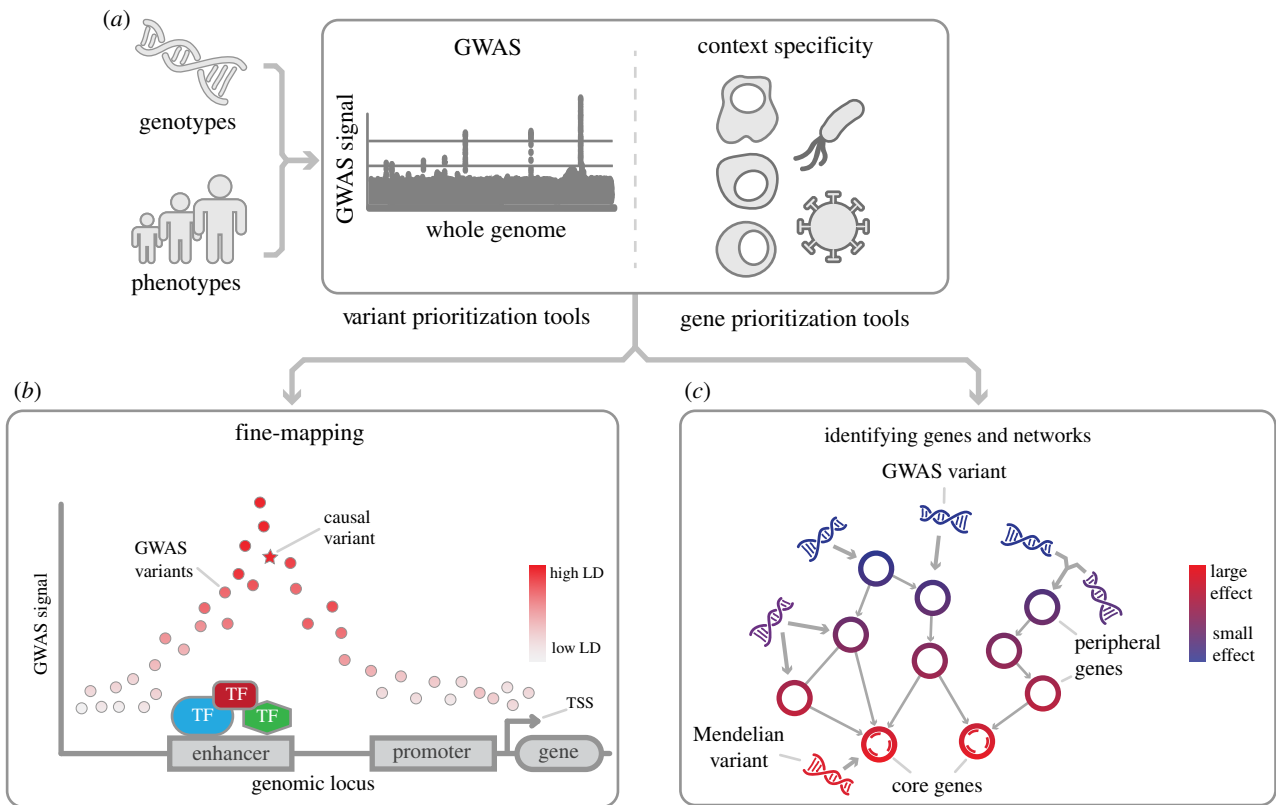 (a)
genotypes
phenotypes
GWAS
GWAS signal
whole genome
context specificity
variant prioritization tools
gene prioritization tools
(b)
fine-mapping
GWAS signal
GWAS
variants
causal
variant
high LD
low LD
TF
TF
TF
TSS
enhancer
promoter
gene
genomic locus
(c)
identifying genes and networks
GWAS variant
large
effect
small
effect
peripheral
genes
Mendelian
variant
core genes